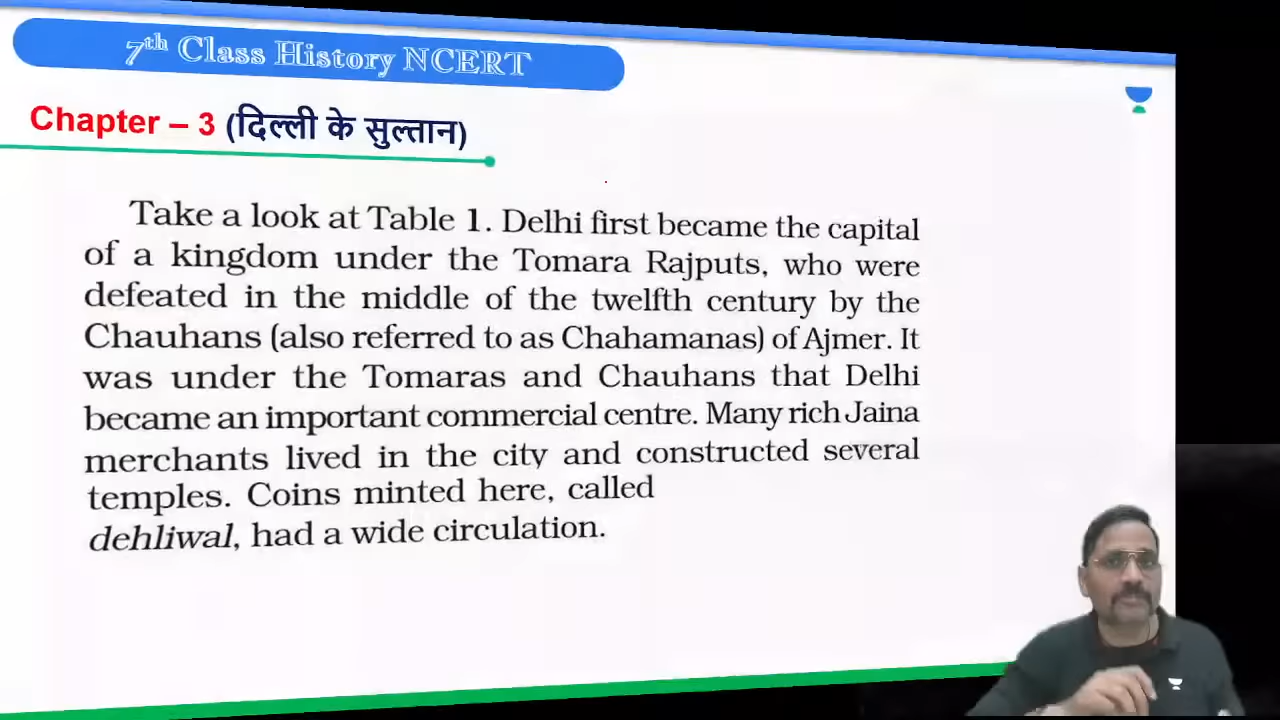 7th Class History NCERT
Chapter – 3 (दिल्ली के सुल्तान)
Take a look at Table 1. Delhi first became the capital
of a kingdom under the Tomara Rajputs, who were
defeated in the middle of the twelfth century by the
Chauhans (also referred to as Chahamanas) of Ajmer. It
was under the Tomaras and Chauhans that Delhi
became an important commercial centre. Many rich Jaina
merchants lived in the city and constructed several
temples. Coins minted here, called
dehliwal, had a wide circulation.